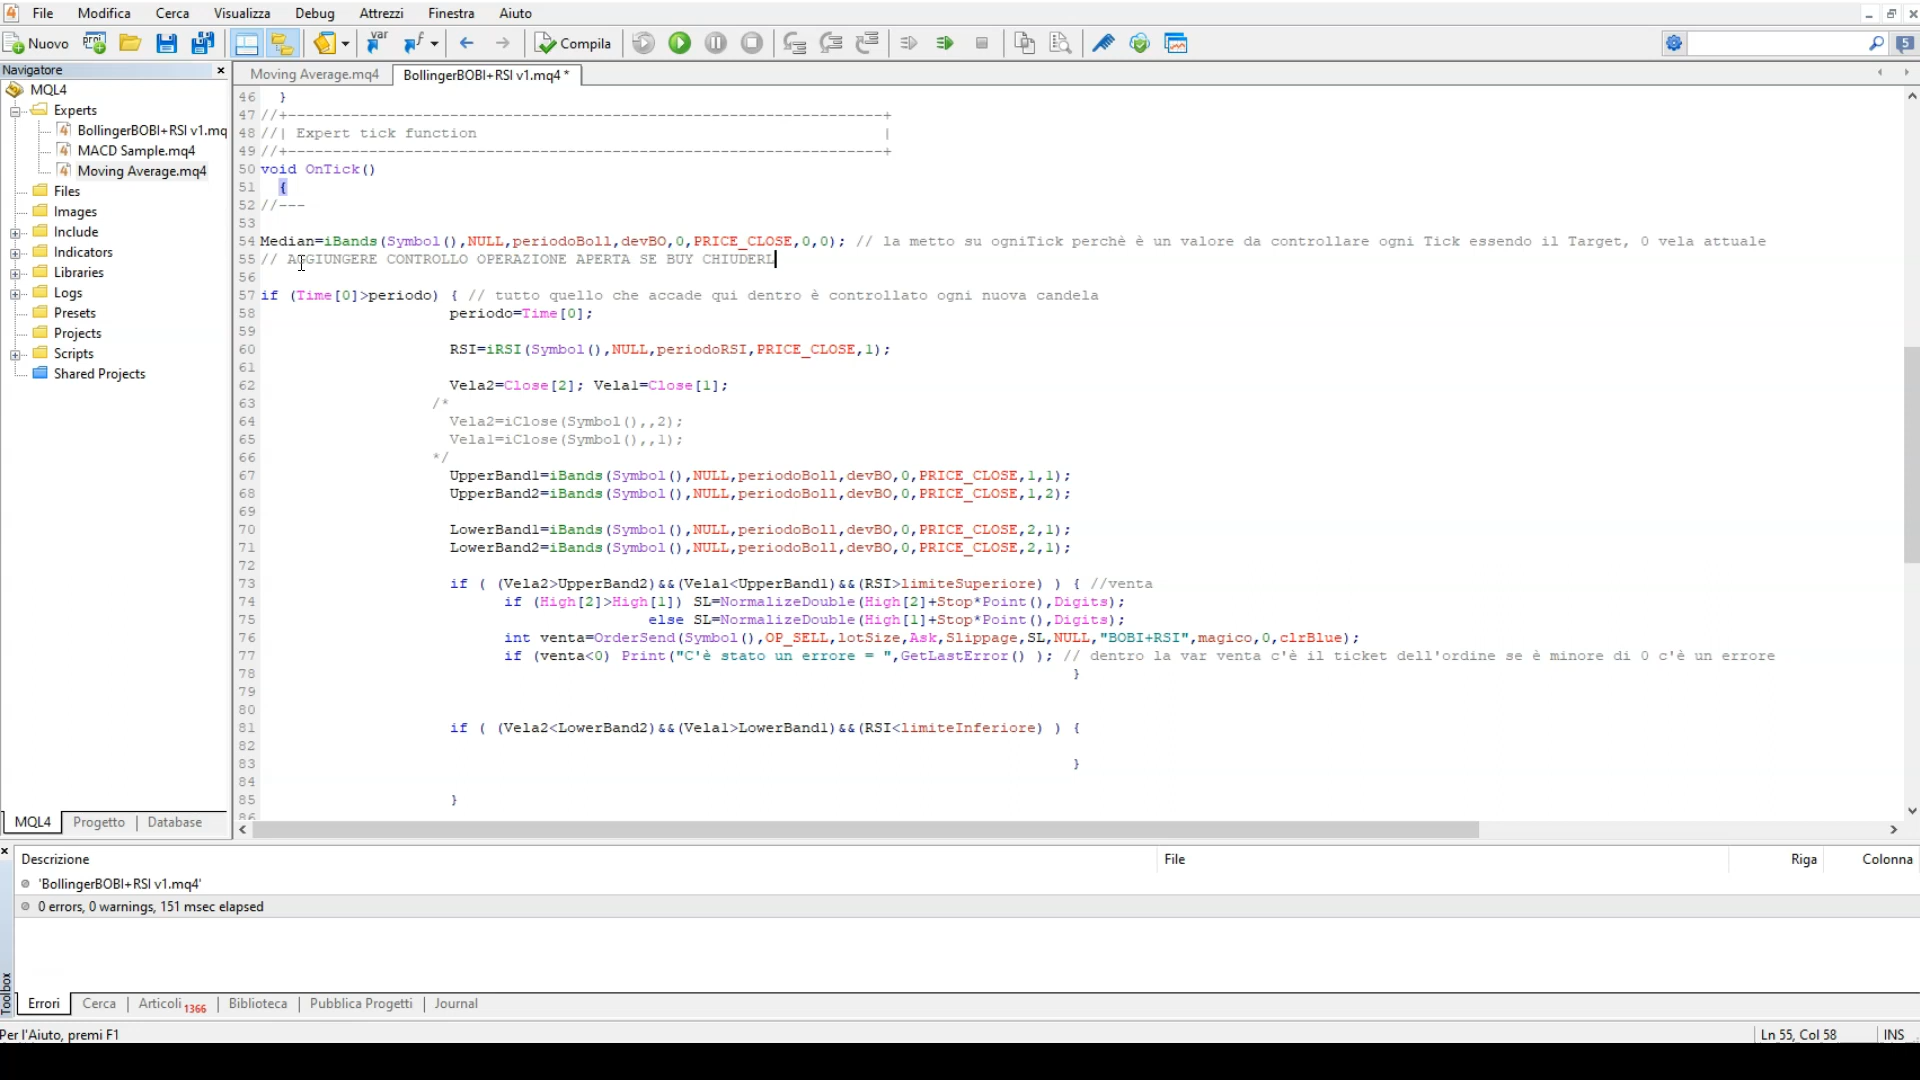 File Modifica Cerca Visualizza Debug Attrezzi Finestra Aiuto
Nuovo Compila 5
Navigatore
MQL4
Experts
BollingerBOBI+RSI v1.mq
MACD Sample.mq4
Moving Average.mq4
Files
Images
Include
Indicators
Libraries
Logs
Presets
Projects
Scripts
Shared Projects
MQL4 Progetto Database
Moving Average.mq4 BollingerBOBI+RSI v1.mq4 *
46 }
47 //+------------------------------------------------------------------+
48 //| Expert tick function |
49 //+------------------------------------------------------------------+
50 void OnTick()
51 {
52 //---
53
54 Median=iBands(Symbol(),NULL,periodoBoll,devBO,0,PRICE_CLOSE,0,0); // la metto su ogniTick perchè è un valore da controllare ogni Tick essendo il Target, 0 vela attuale
55 // AGGIUNGERE CONTROLLO OPERAZIONE APERTA SE BUY CHIUDERL
56
57 if (Time[0]>periodo) { // tutto quello che accade qui dentro è controllato ogni nuova candela
58 periodo=Time[0];
59
60 RSI=iRSI(Symbol(),NULL,periodoRSI,PRICE_CLOSE,1);
61
62 Vela2=Close[2]; Vela1=Close[1];
63 /*
64 Vela2=iClose(Symbol(),,2);
65 Vela1=iClose(Symbol(),,1);
66 */
67 UpperBand1=iBands(Symbol(),NULL,periodoBoll,devBO,0,PRICE_CLOSE,1,1);
68 UpperBand2=iBands(Symbol(),NULL,periodoBoll,devBO,0,PRICE_CLOSE,1,2);
69
70 LowerBand1=iBands(Symbol(),NULL,periodoBoll,devBO,0,PRICE_CLOSE,2,1);
71 LowerBand2=iBands(Symbol(),NULL,periodoBoll,devBO,0,PRICE_CLOSE,2,1);
72
73 if ( (Vela2>UpperBand2)&&(Vela1<UpperBand1)&&(RSI>limiteSuperiore) ) { //venta
74 if (High[2]>High[1]) SL=NormalizeDouble(High[2]+Stop*Point(),Digits);
75 else SL=NormalizeDouble(High[1]+Stop*Point(),Digits);
76 int venta=OrderSend(Symbol(),OP_SELL,lotSize,Ask,Slippage,SL,NULL,"BOBI+RSI",magico,0,clrBlue);
77 if (venta<0) Print("C'è stato un errore = ",GetLastError() ); // dentro la var venta c'è il ticket dell'ordine se è minore di 0 c'è un errore
78 }
79
80
81 if ( (Vela2<LowerBand2)&&(Vela1>LowerBand1)&&(RSI<limiteInferiore) ) {
82
83 }
84
85 }
86
Descrizione File Riga Colonna
'BollingerBOBI+RSI v1.mq4'
0 errors, 0 warnings, 151 msec elapsed
Toolbox
Errori Cerca Articoli 1366 Biblioteca Pubblica Progetti Journal
Per l'Aiuto, premi F1 Ln 55, Col 58 INS